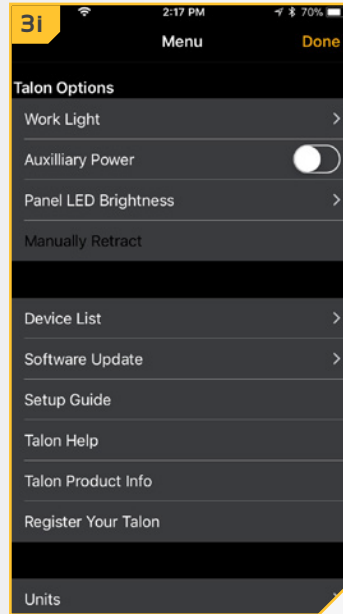 3i
2:17 PM
70%
Menu
Done
Talon Options
Work Light
Auxilliary Power
Panel LED Brightness
Manually Retract
Device List
Software Update
Setup Guide
Talon Help
Talon Product Info
Register Your Talon
Units